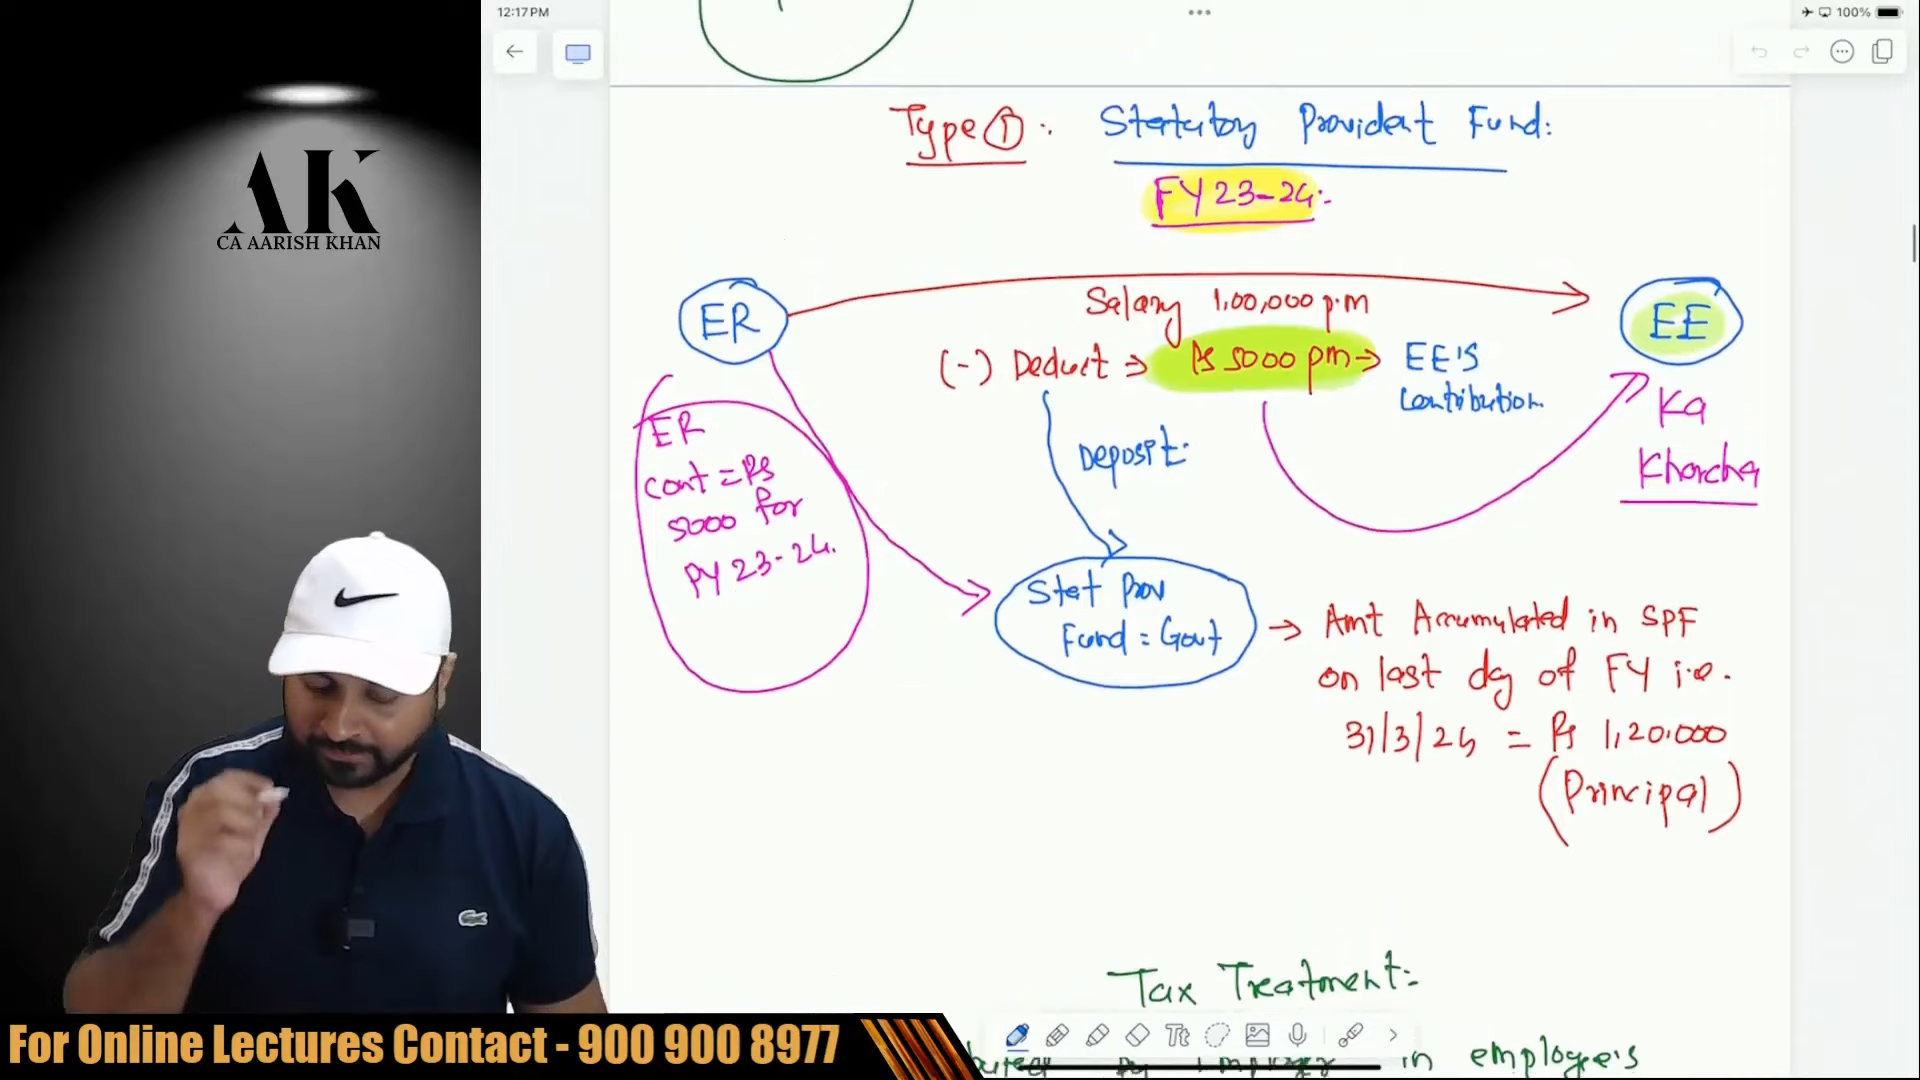 12:17 PM
100%
Type ① :. Statutory Provident Fund:
FY 23-24:-
ER
Salary 1,00,000 p.m
EE
(-) Deduct → Rs 5000 pm → EE'S
contribution.
Ka
Kharcha
ER
cont = Rs
5000 for
PY 23-24.
Deposit.
Stat Prov
Fund = Govt
→ Amt Accumulated in SPF
on last day of FY i.e.
31/3/24 = Rs 1,20,000
(Principal)
Tax Treatment:-
in employee's
AK
CA AARISH KHAN
For Online Lectures Contact - 900 900 8977